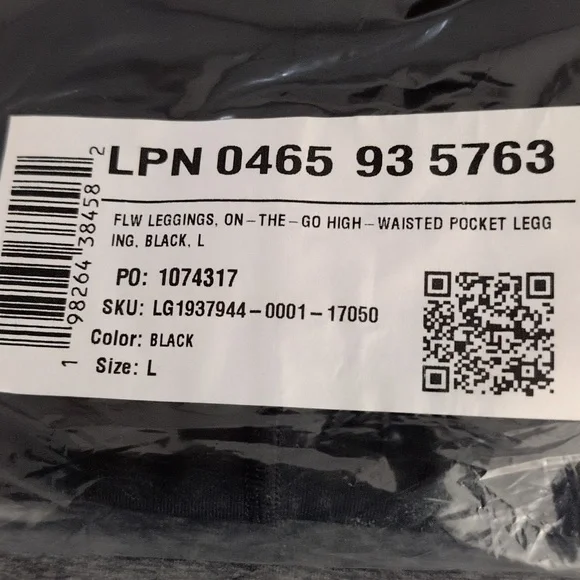 LPN 0465 93 5763
FLW LEGGINGS, ON-THE-GO HIGH-WAISTED POCKET LEGG
ING, BLACK, L
PO: 1074317
SKU: LG1937944-0001-17050
Color: BLACK
Size: L
1 98264 38458 2